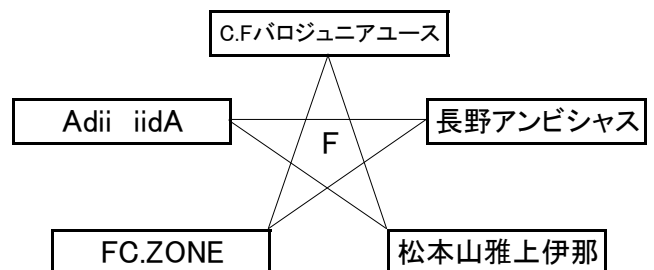 C.Fバロジュニアユース
Adii iidA
長野アンビシャス
F
FC.ZONE
松本山雅上伊那